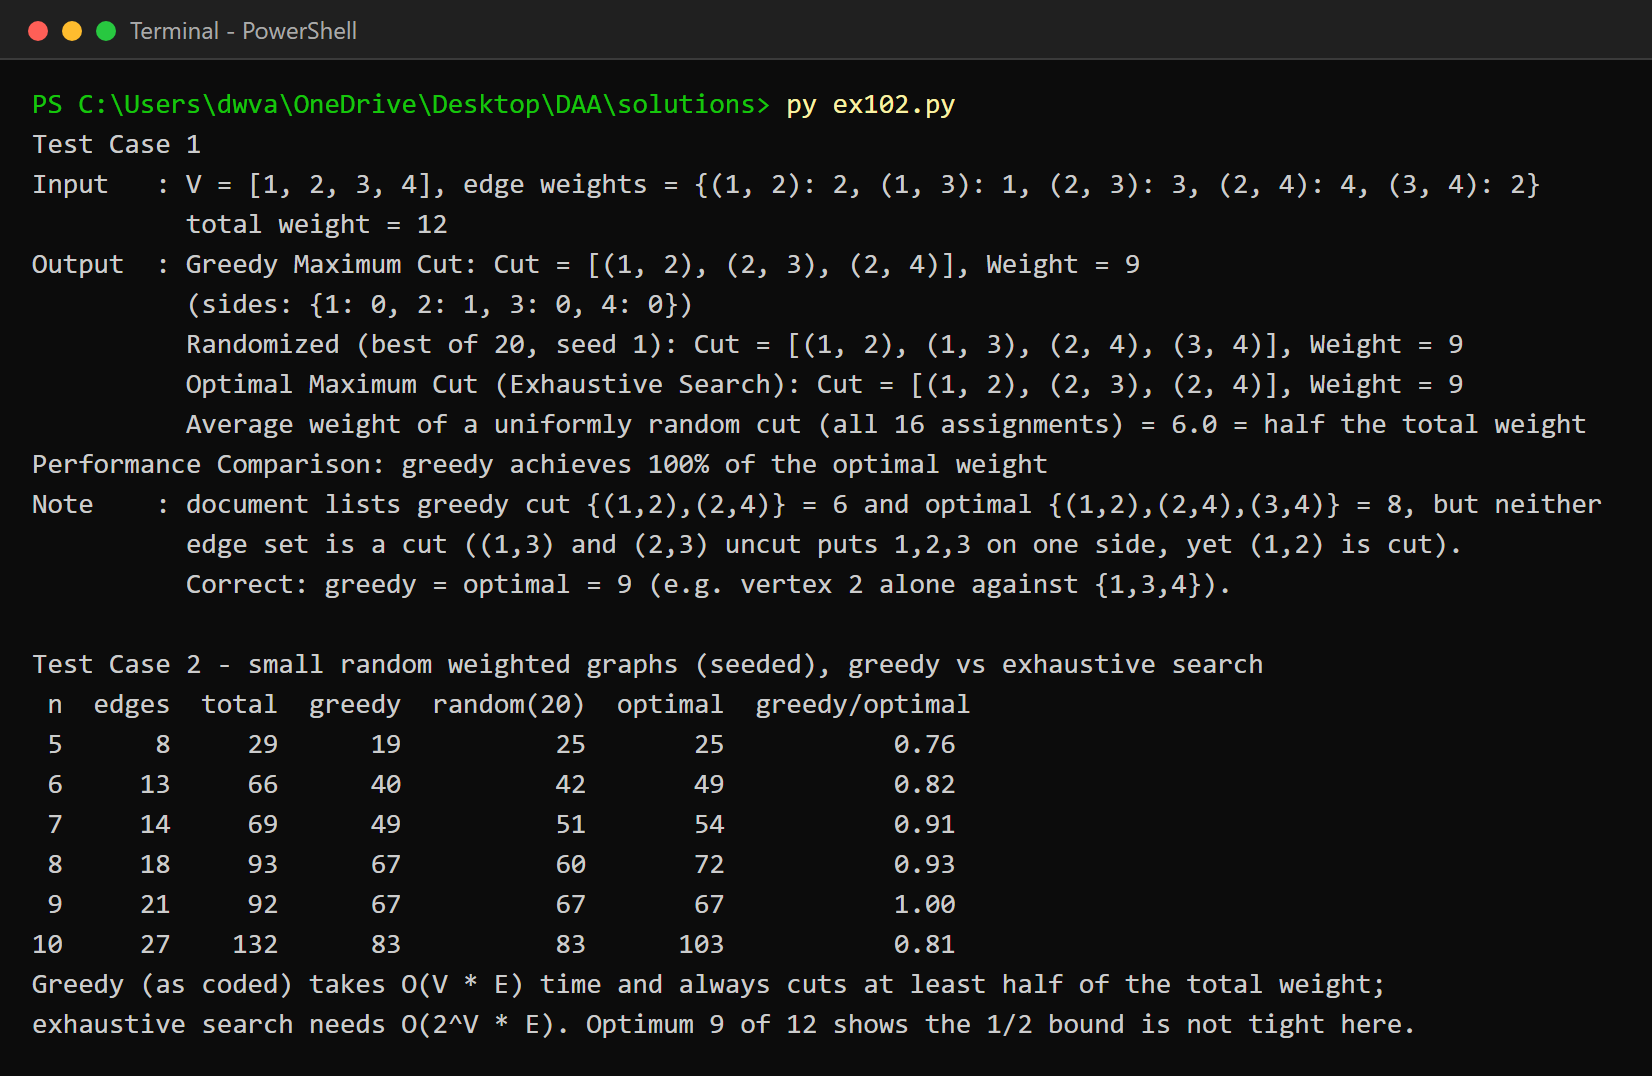 Terminal - PowerShell
PS C:\Users\dwva\OneDrive\Desktop\DAA\solutions> py ex102.py
Test Case 1
Input   : V = [1, 2, 3, 4], edge weights = {(1, 2): 2, (1, 3): 1, (2, 3): 3, (2, 4): 4, (3, 4): 2}
          total weight = 12
Output  : Greedy Maximum Cut: Cut = [(1, 2), (2, 3), (2, 4)], Weight = 9
          (sides: {1: 0, 2: 1, 3: 0, 4: 0})
          Randomized (best of 20, seed 1): Cut = [(1, 2), (1, 3), (2, 4), (3, 4)], Weight = 9
          Optimal Maximum Cut (Exhaustive Search): Cut = [(1, 2), (2, 3), (2, 4)], Weight = 9
          Average weight of a uniformly random cut (all 16 assignments) = 6.0 = half the total weight
Performance Comparison: greedy achieves 100% of the optimal weight
Note    : document lists greedy cut {(1,2),(2,4)} = 6 and optimal {(1,2),(2,4),(3,4)} = 8, but neither
          edge set is a cut ((1,3) and (2,3) uncut puts 1,2,3 on one side, yet (1,2) is cut).
          Correct: greedy = optimal = 9 (e.g. vertex 2 alone against {1,3,4}).

Test Case 2 - small random weighted graphs (seeded), greedy vs exhaustive search
 n  edges  total  greedy  random(20)  optimal  greedy/optimal
 5      8     29      19          25       25           0.76
 6     13     66      40          42       49           0.82
 7     14     69      49          51       54           0.91
 8     18     93      67          60       72           0.93
 9     21     92      67          67       67           1.00
10     27    132      83          83      103           0.81
Greedy (as coded) takes O(V * E) time and always cuts at least half of the total weight;
exhaustive search needs O(2^V * E). Optimum 9 of 12 shows the 1/2 bound is not tight here.